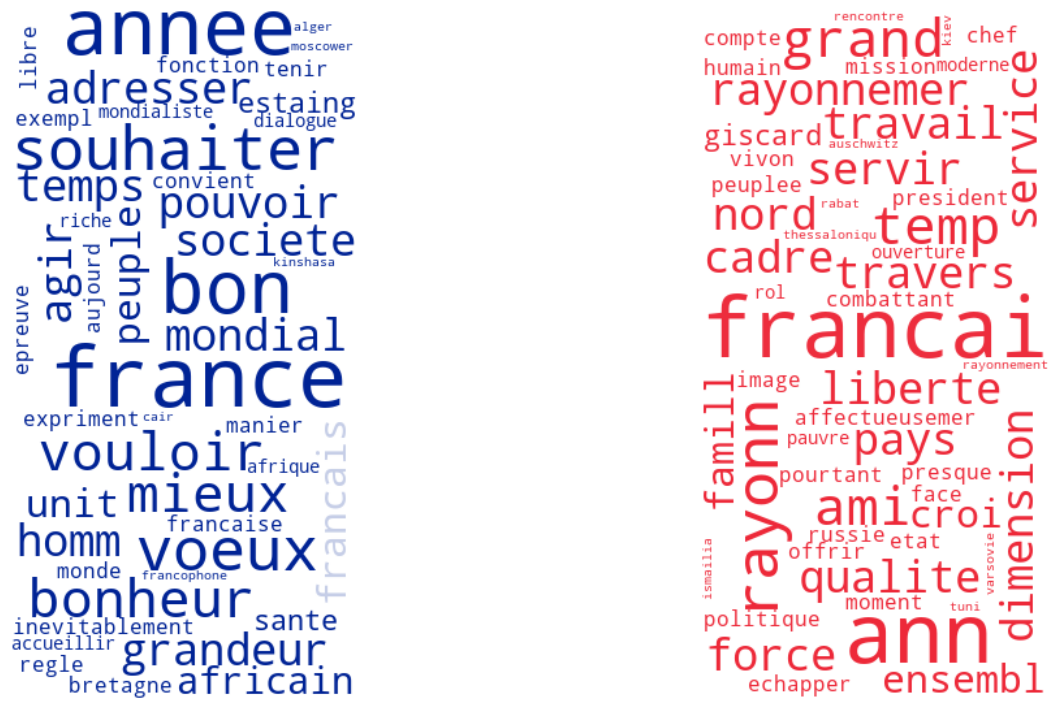 annee
alger
moscower
libre
fonction
tenir
adresser
estaing
exempl
mondialiste
dialogue
souhaiter
temps
convient
pouvoir
riche
peuple
agir
aujourd
societe
kinshasa
bon
epreuve
mondial
france
expriment
cair
manier
vouloir
afrique
francais
unit
mieux
francaise
homm
voeux
monde
francophone
bonheur
inevitablement
sante
accueillir
grandeur
regle
bretagne
africain
rencontre
compte
grand
kiev
chef
humain
mission
moderne
rayonnemer
service
giscard
travail
auschwitz
vivon
servir
peuplee
president
nord
rabat
temp
thessaloniqu
cadre
ouverture
travers
rol
combattant
francai
rayonnement
famill
image
liberte
rayonn
affectueusemer
pauvre
pays
dimension
pourtant
presque
ami
face
croi
russie
etat
offrir
ismailia
varsovie
qualite
moment
tuni
politique
ann
force
echapper
ensembl